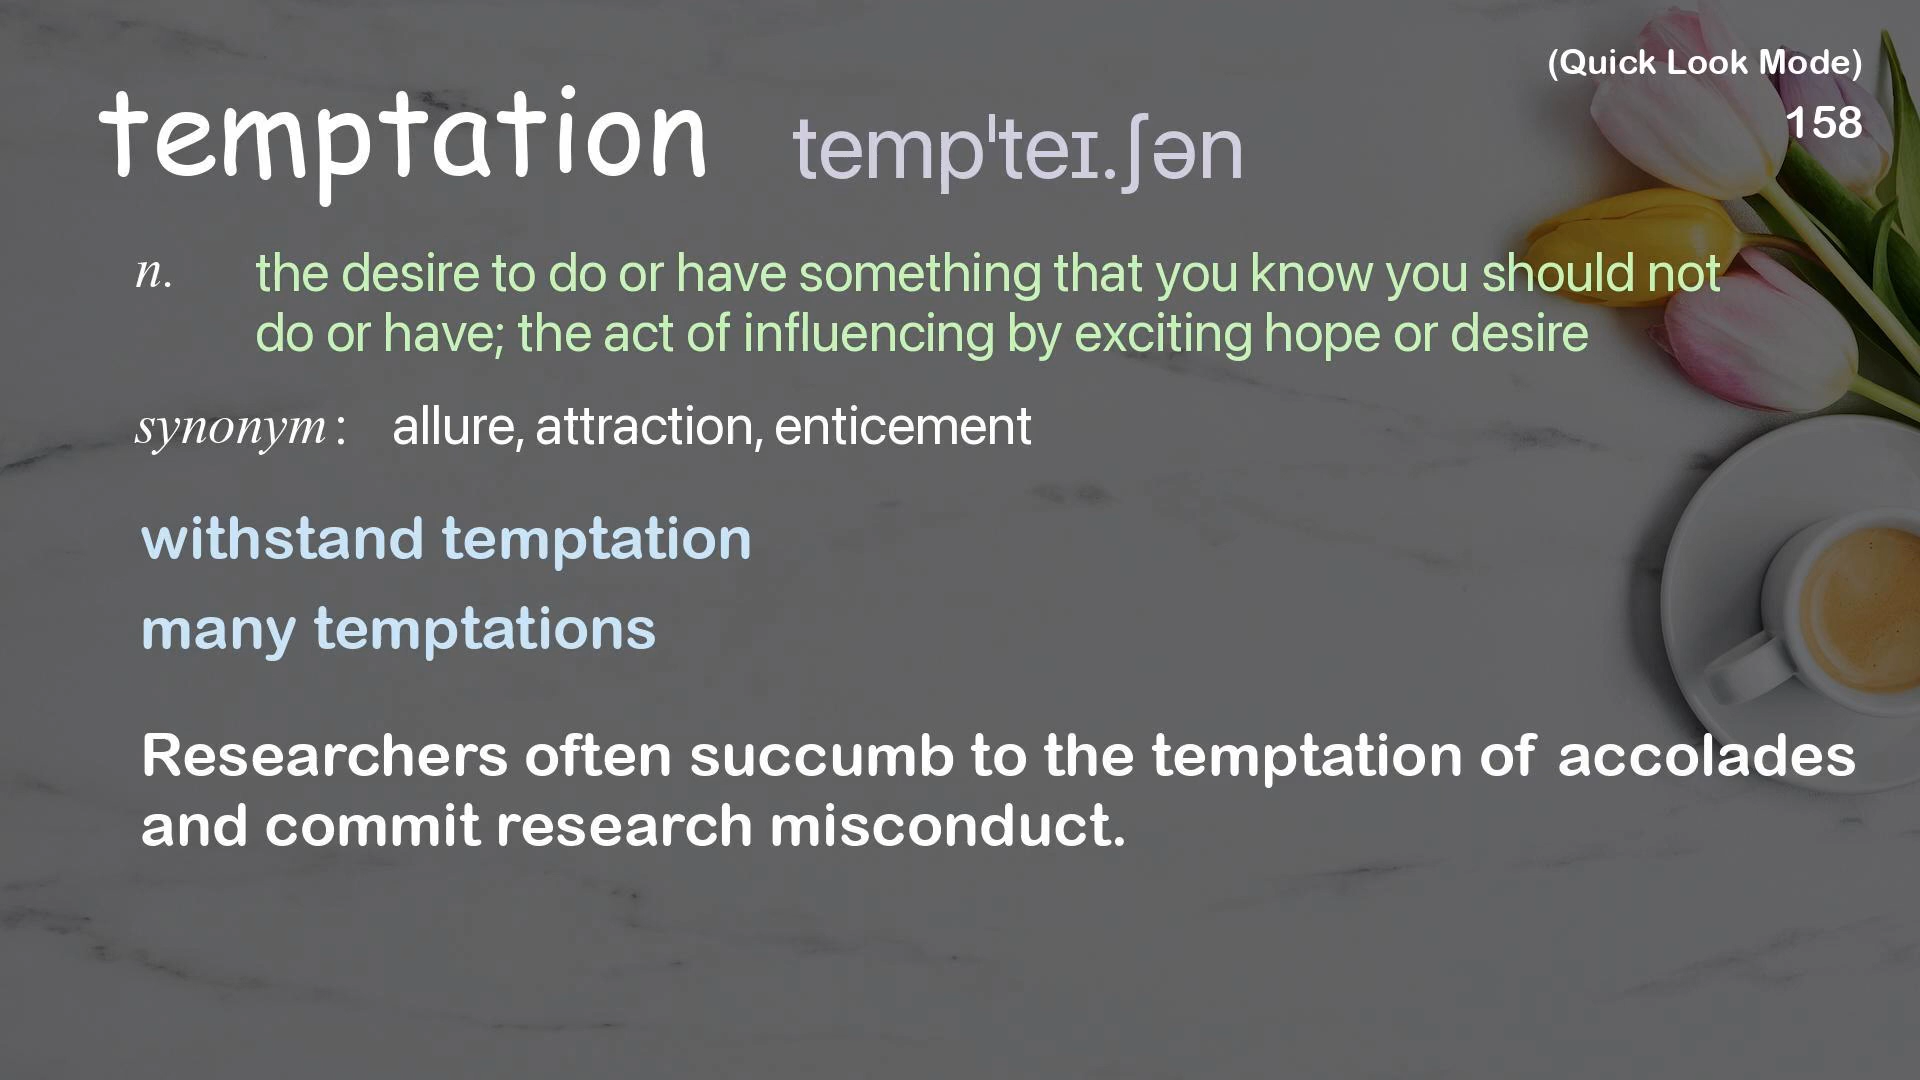 (Quick Look Mode)
158
temptation temp'teɪ.ʃən
n. the desire to do or have something that you know you should not
do or have; the act of influencing by exciting hope or desire
synonym : allure, attraction, enticement
withstand temptation
many temptations
Researchers often succumb to the temptation of accolades
and commit research misconduct.